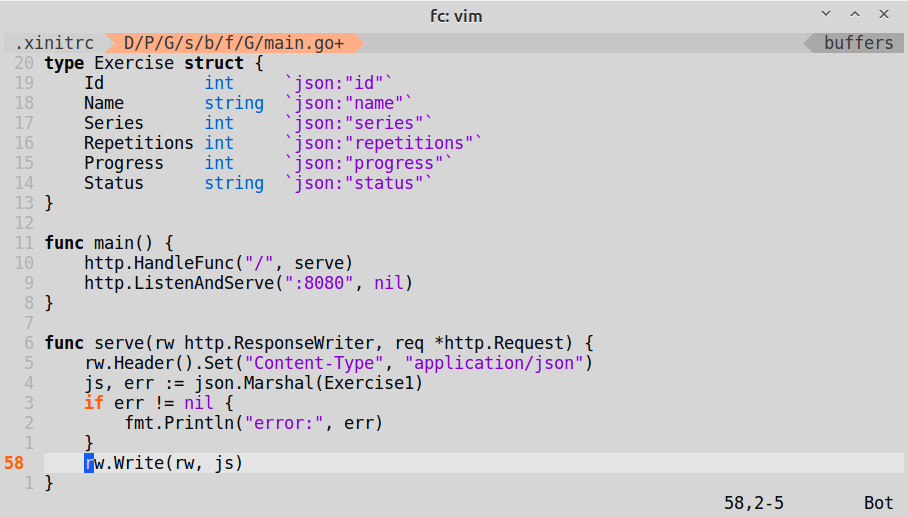 fc: vim
.xinitrc D/P/G/s/b/f/G/main.go+ buffers
20 type Exercise struct {
19     Id          int     `json:"id"`
18     Name        string  `json:"name"`
17     Series      int     `json:"series"`
16     Repetitions int     `json:"repetitions"`
15     Progress    int     `json:"progress"`
14     Status      string  `json:"status"`
13 }
12
11 func main() {
10     http.HandleFunc("/", serve)
9     http.ListenAndServe(":8080", nil)
8 }
7
6 func serve(rw http.ResponseWriter, req *http.Request) {
5     rw.Header().Set("Content-Type", "application/json")
4     js, err := json.Marshal(Exercise1)
3     if err != nil {
2         fmt.Println("error:", err)
1     }
58     rw.Write(rw, js)
1 }
58,2-5 Bot